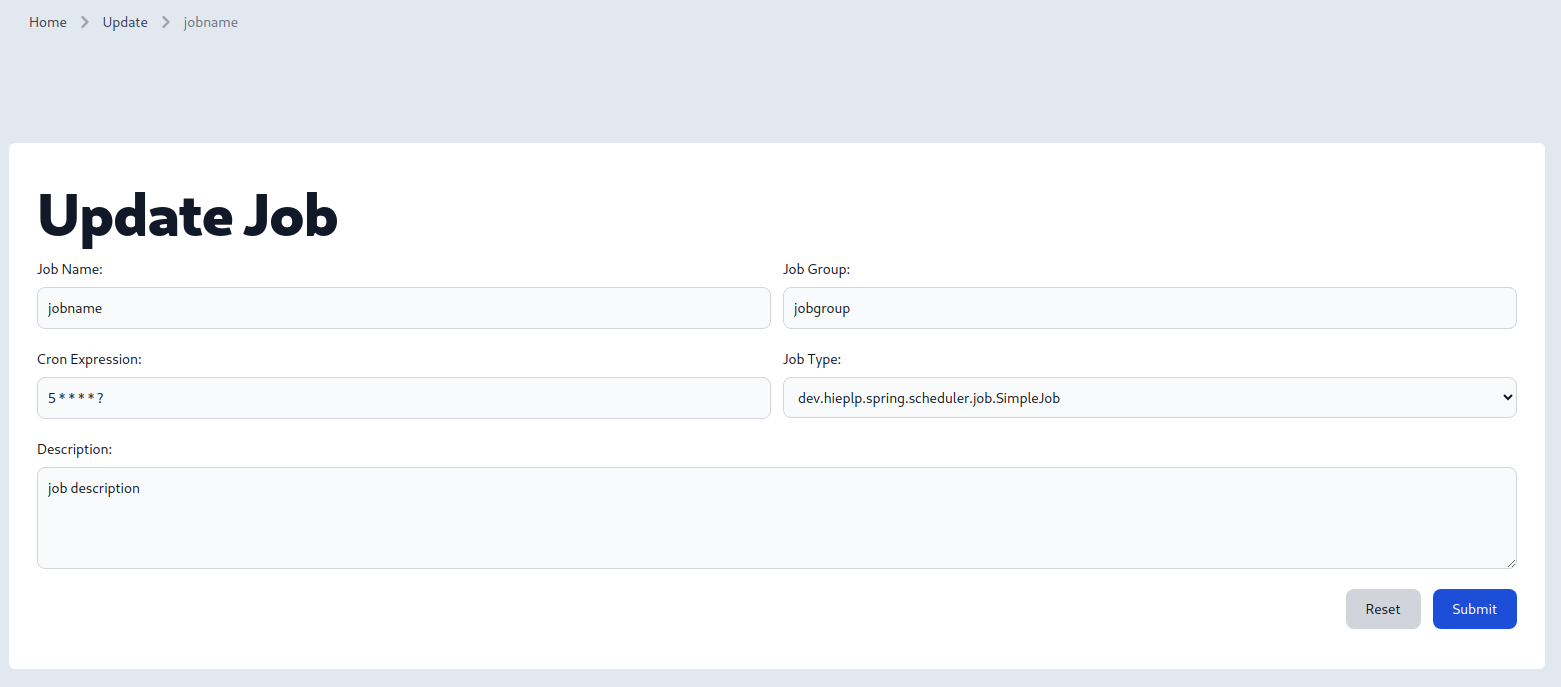 Home > Update > jobname
Update Job
Job Name:
jobname
Job Group:
jobgroup
Cron Expression:
5 * * * * ?
Job Type:
dev.hieplp.spring.scheduler.job.SimpleJob
Description:
job description
Reset
Submit